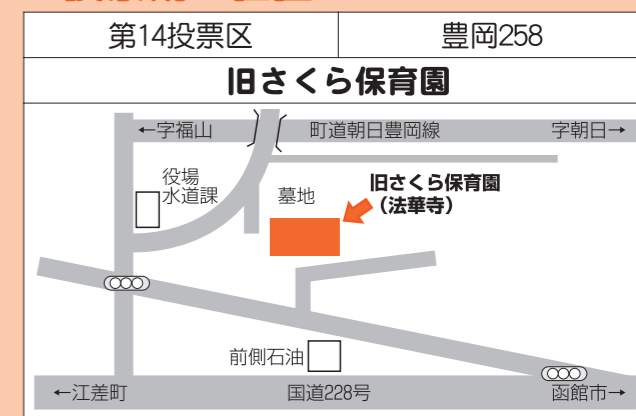 第14投票区 豊岡258
旧さくら保育園
←字福山 町道朝日豊岡線 字朝日→
役場
水道課
墓地
旧さくら保育園
（法華寺）
前側石油
←江差町 国道228号 函館市→